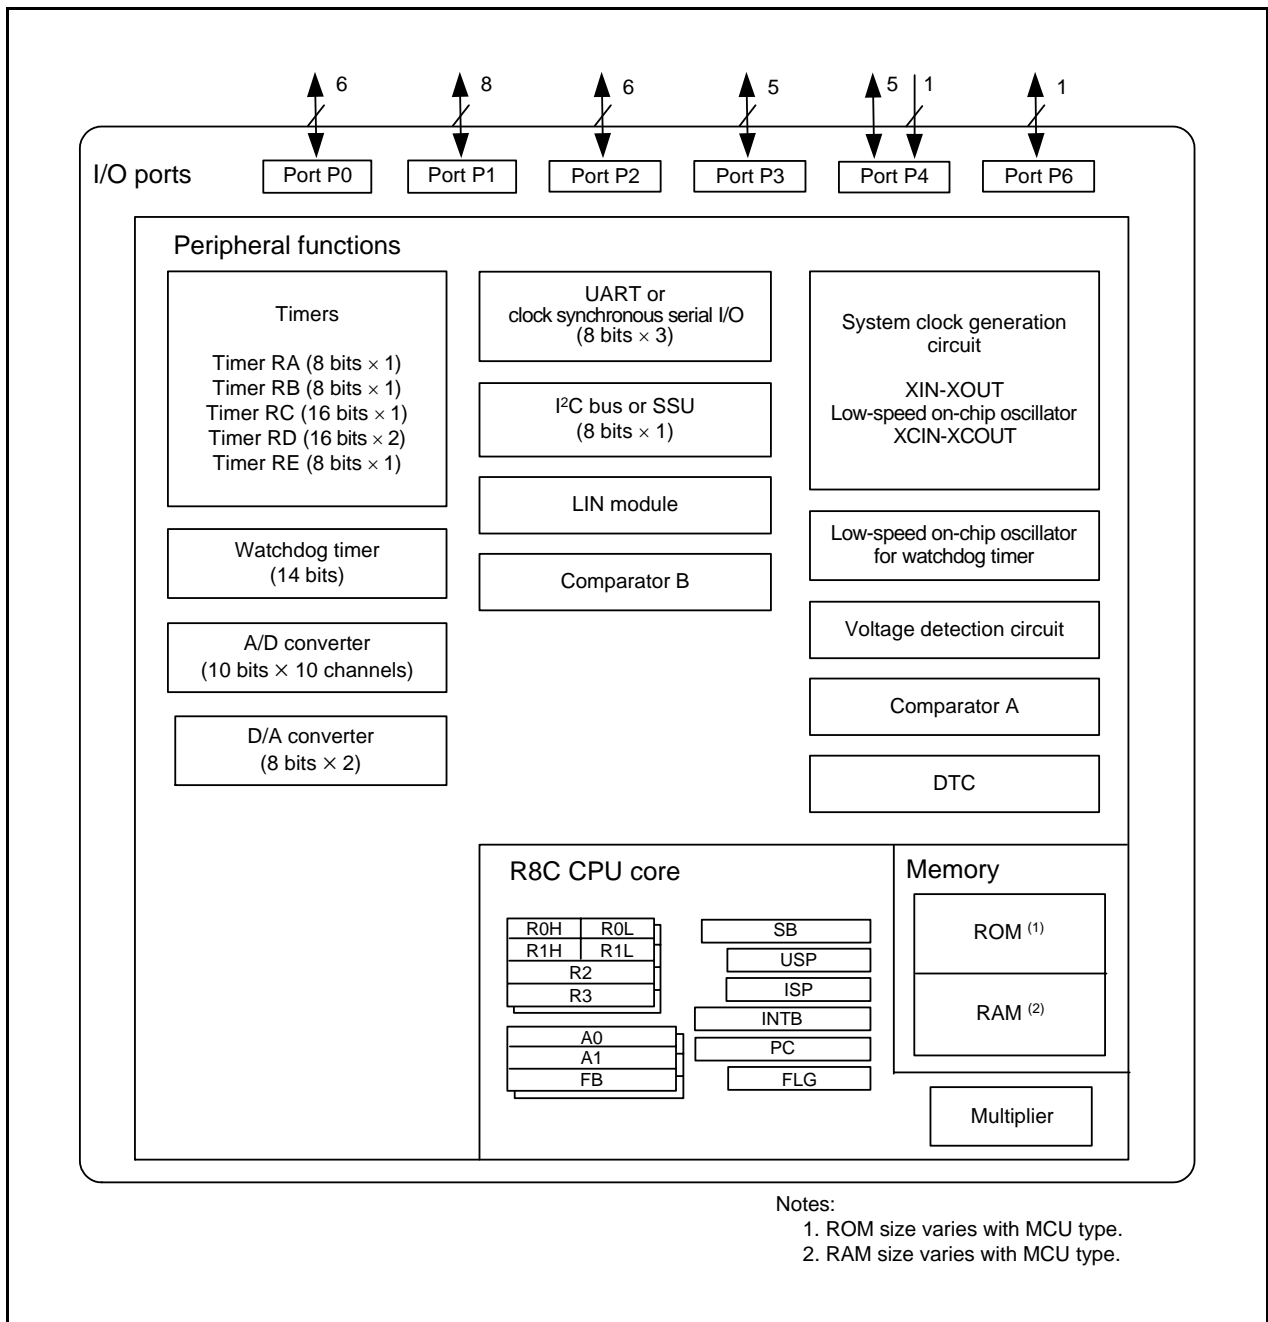 6
8
6
5
5
1
1
I/O ports
Port P0
Port P1
Port P2
Port P3
Port P4
Port P6
Peripheral functions
Timers
Timer RA (8 bits × 1)
Timer RB (8 bits × 1)
Timer RC (16 bits × 1)
Timer RD (16 bits × 2)
Timer RE (8 bits × 1)
Watchdog timer
(14 bits)
A/D converter
(10 bits × 10 channels)
D/A converter
(8 bits × 2)
UART or
clock synchronous serial I/O
(8 bits × 3)
I²C bus or SSU
(8 bits × 1)
LIN module
Comparator B
System clock generation
circuit
XIN-XOUT
Low-speed on-chip oscillator
XCIN-XCOUT
Low-speed on-chip oscillator
for watchdog timer
Voltage detection circuit
Comparator A
DTC
R8C CPU core
R0H
R0L
R1H
R1L
R2
R3
A0
A1
FB
SB
USP
ISP
INTB
PC
FLG
Memory
ROM (1)
RAM (2)
Multiplier
Notes:
1. ROM size varies with MCU type.
2. RAM size varies with MCU type.